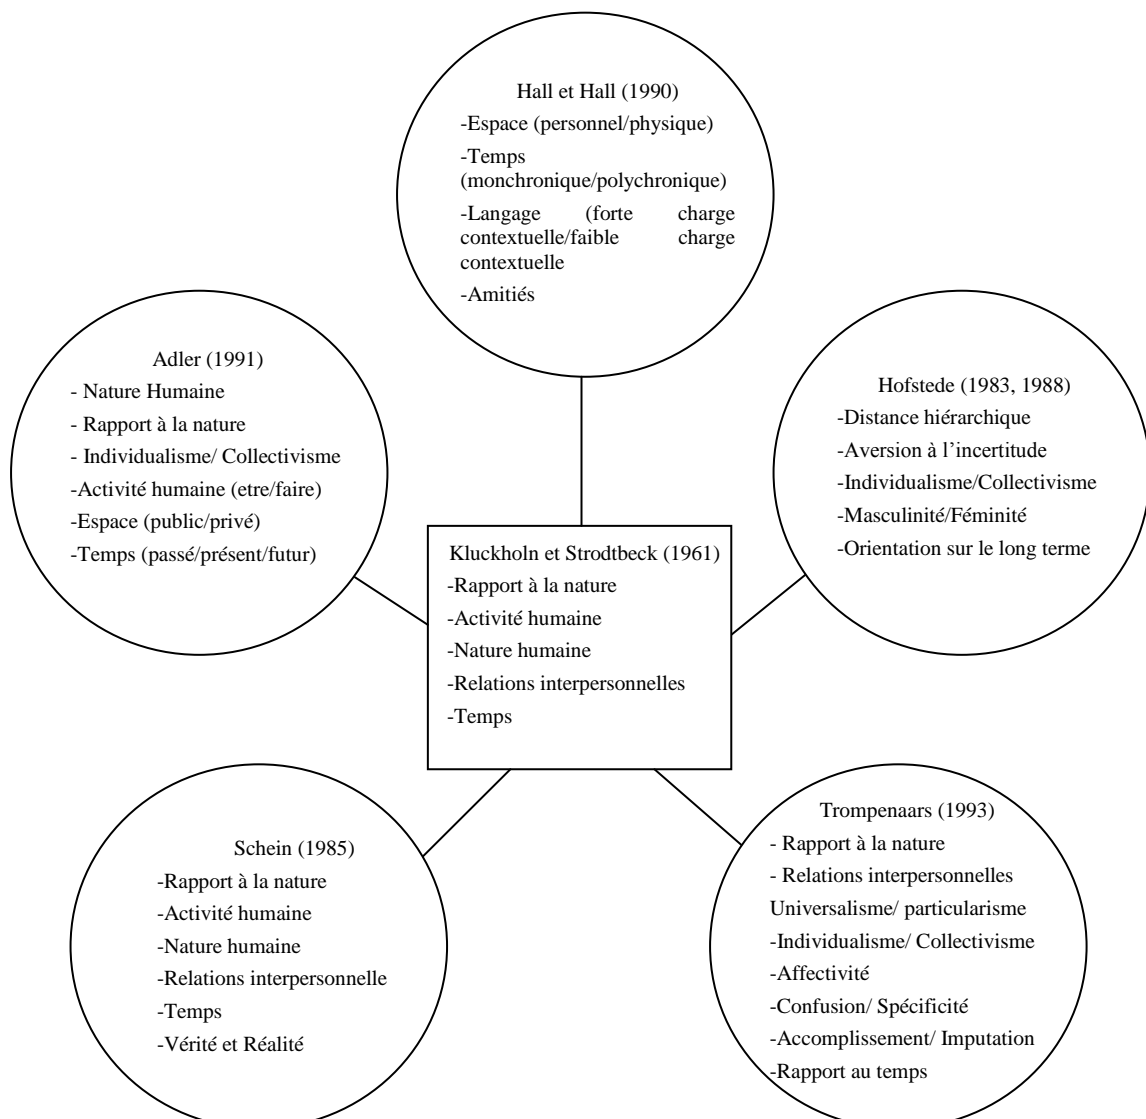 Hall et Hall (1990)
-Espace (personnel/physique)
-Temps
(monchronique/polychronique)
-Langage (forte charge
contextuelle/faible charge
contextuelle
-Amitiés
Adler (1991)
- Nature Humaine
- Rapport à la nature
- Individualisme/ Collectivisme
-Activité humaine (etre/faire)
-Espace (public/privé)
-Temps (passé/présent/futur)
Hofstede (1983, 1988)
-Distance hiérarchique
-Aversion à l’incertitude
-Individualisme/Collectivisme
-Masculinité/Féminité
-Orientation sur le long terme
Kluckholn et Strodtbeck (1961)
-Rapport à la nature
-Activité humaine
-Nature humaine
-Relations interpersonnelles
-Temps
Schein (1985)
-Rapport à la nature
-Activité humaine
-Nature humaine
-Relations interpersonnelle
-Temps
-Vérité et Réalité
Trompenaars (1993)
- Rapport à la nature
- Relations interpersonnelles
Universalisme/ particularisme
-Individualisme/ Collectivisme
-Affectivité
-Confusion/ Spécificité
-Accomplissement/ Imputation
-Rapport au temps